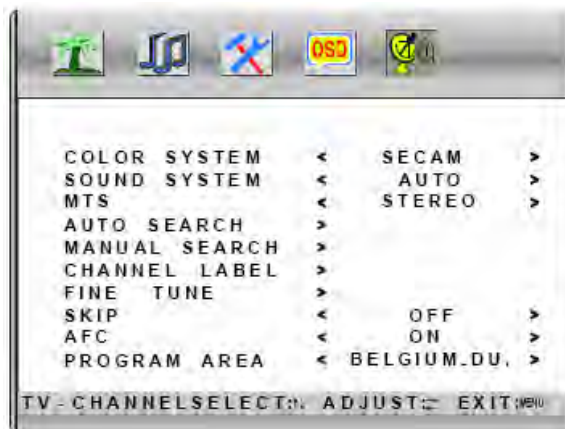 OSD
COLOR SYSTEM < SECAM >
SOUND SYSTEM < AUTO >
MTS < STEREO >
AUTO SEARCH >
MANUAL SEARCH >
CHANNEL LABEL >
FINE TUNE >
SKIP < OFF >
AFC < ON >
PROGRAM AREA < BELGIUM_DU. >
TV-CHANNELSELECT: ADJUST: EXIT:MENU